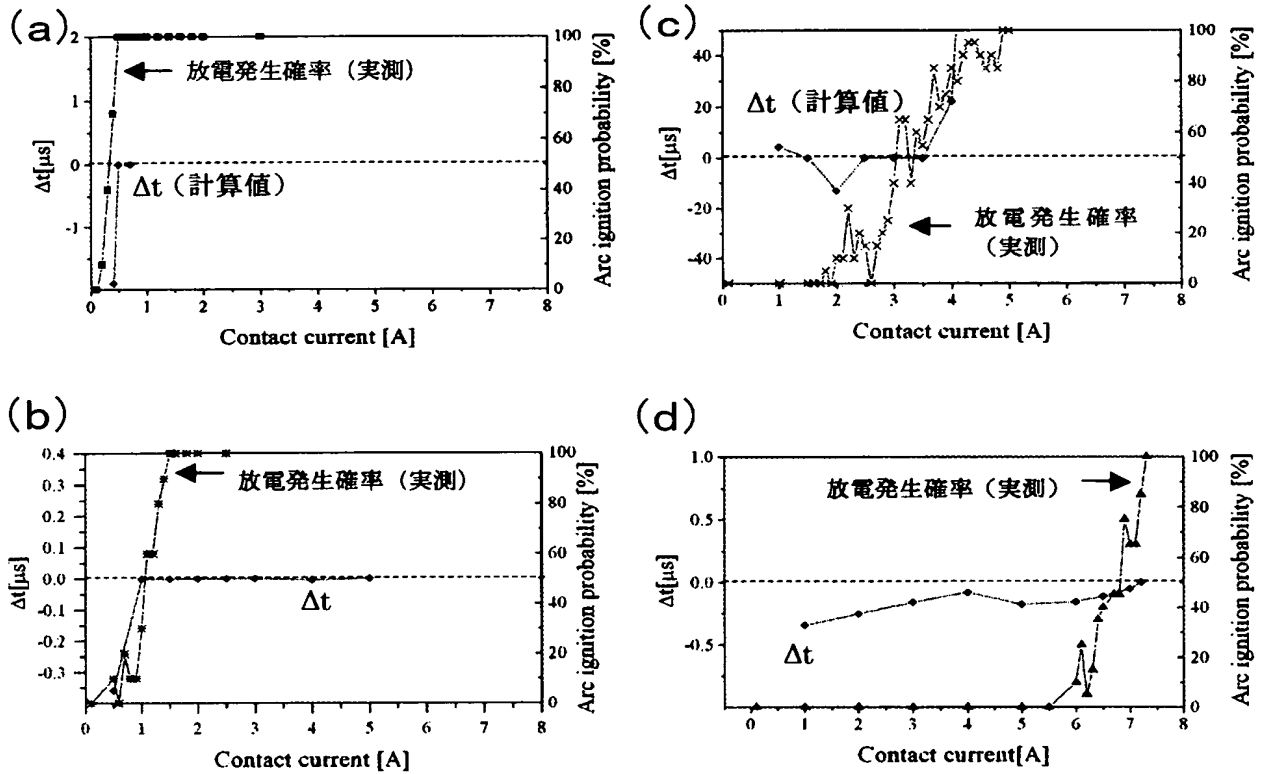 (a)
2
1
0
-1
Δt[μs]
放電発生確率（実測）
Δt（計算値）
100
80
60
40
20
0
Arc ignition probability [%]
0 1 2 3 4 5 6 7 8
Contact current [A]
(c)
40
20
0
-20
-40
Δt[μs]
Δt（計算値）
放電発生確率
（実測）
100
80
60
40
20
0
Arc ignition probability [%]
0 1 2 3 4 5 6 7 8
Contact current [A]
(b)
0.4
0.3
0.2
0.1
0.0
-0.1
-0.2
-0.3
Δt[μs]
放電発生確率（実測）
Δt
100
80
60
40
20
0
Arc ignition probability [%]
0 1 2 3 4 5 6 7 8
Contact current [A]
(d)
1.0
0.5
0.0
-0.5
Δt[μs]
放電発生確率（実測）
Δt
100
80
60
40
20
0
Arc ignition probability [%]
0 1 2 3 4 5 6 7 8
Contact current[A]